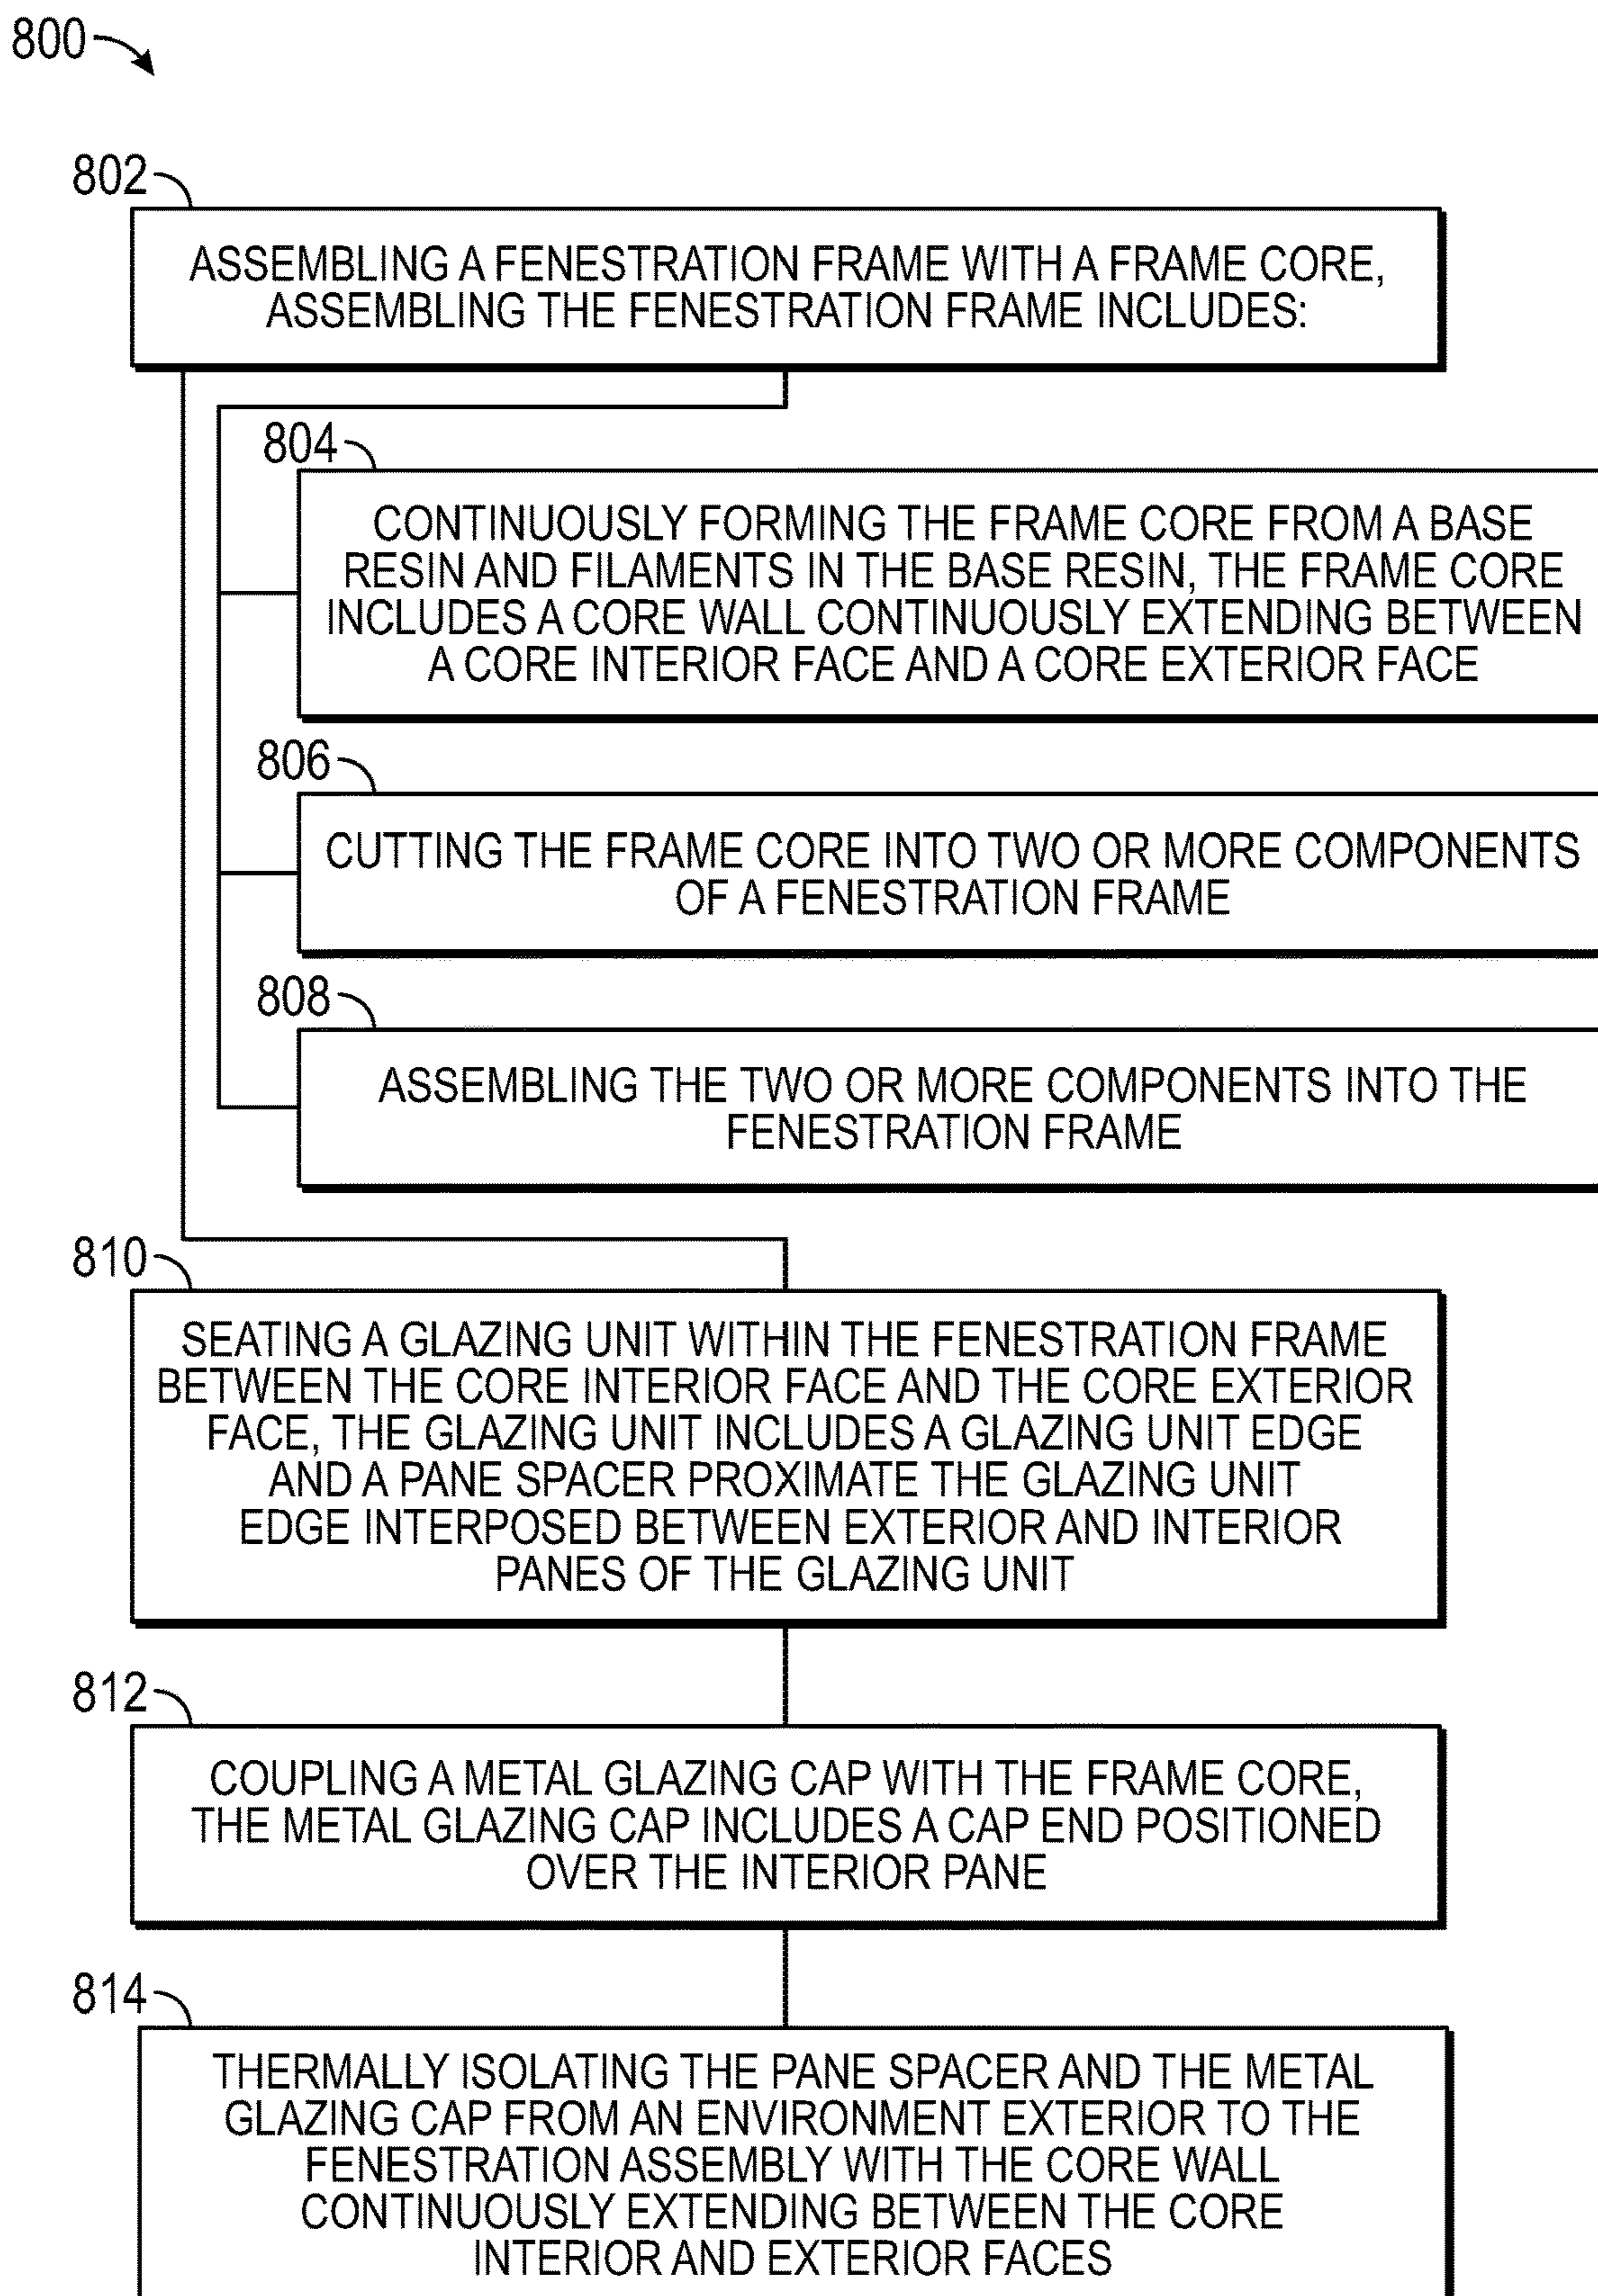 800
802
ASSEMBLING A FENESTRATION FRAME WITH A FRAME CORE,
ASSEMBLING THE FENESTRATION FRAME INCLUDES:
804
CONTINUOUSLY FORMING THE FRAME CORE FROM A BASE
RESIN AND FILAMENTS IN THE BASE RESIN, THE FRAME CORE
INCLUDES A CORE WALL CONTINUOUSLY EXTENDING BETWEEN
A CORE INTERIOR FACE AND A CORE EXTERIOR FACE
806
CUTTING THE FRAME CORE INTO TWO OR MORE COMPONENTS
OF A FENESTRATION FRAME
808
ASSEMBLING THE TWO OR MORE COMPONENTS INTO THE
FENESTRATION FRAME
810
SEATING A GLAZING UNIT WITHIN THE FENESTRATION FRAME
BETWEEN THE CORE INTERIOR FACE AND THE CORE EXTERIOR
FACE, THE GLAZING UNIT INCLUDES A GLAZING UNIT EDGE
AND A PANE SPACER PROXIMATE THE GLAZING UNIT
EDGE INTERPOSED BETWEEN EXTERIOR AND INTERIOR
PANES OF THE GLAZING UNIT
812
COUPLING A METAL GLAZING CAP WITH THE FRAME CORE,
THE METAL GLAZING CAP INCLUDES A CAP END POSITIONED
OVER THE INTERIOR PANE
814
THERMALLY ISOLATING THE PANE SPACER AND THE METAL
GLAZING CAP FROM AN ENVIRONMENT EXTERIOR TO THE
FENESTRATION ASSEMBLY WITH THE CORE WALL
CONTINUOUSLY EXTENDING BETWEEN THE CORE
INTERIOR AND EXTERIOR FACES